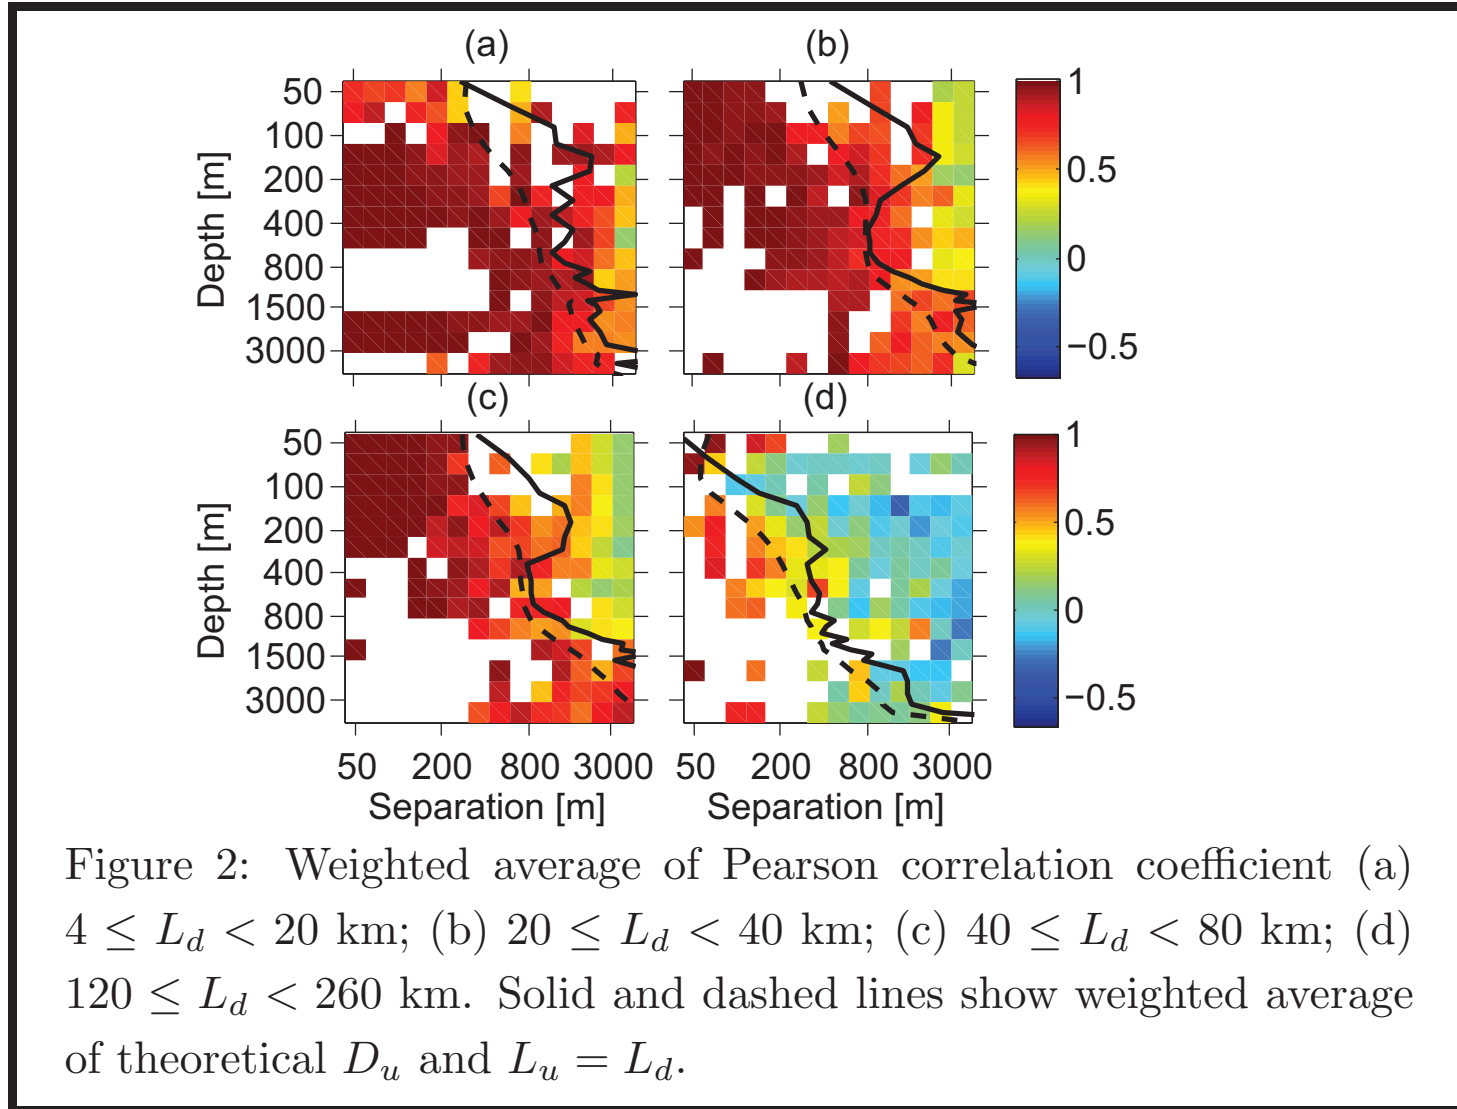 (a) (b)
50
100
200
400
800
1500
3000
Depth [m]
1
0.5
0
−0.5
(c) (d)
50
100
200
400
800
1500
3000
Depth [m]
1
0.5
0
−0.5
50 200 800 3000 50 200 800 3000
Separation [m] Separation [m]
Figure 2: Weighted average of Pearson correlation coefficient (a)
4 ≤ L_d < 20 km; (b) 20 ≤ L_d < 40 km; (c) 40 ≤ L_d < 80 km; (d)
120 ≤ L_d < 260 km. Solid and dashed lines show weighted average
of theoretical D_u and L_u = L_d.